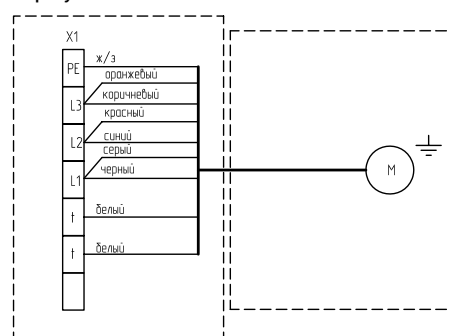 X1
PE ж/з
оранжевый
L3 коричневый
красный
L2 синий
серый
L1 черный
t белый
t белый
M